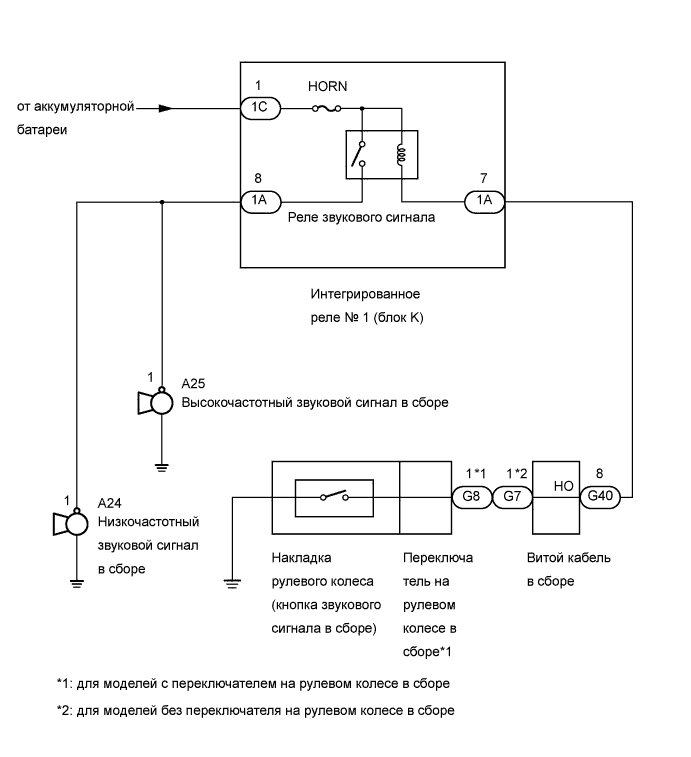 1
HORN
от аккумуляторной
батареи
1C
8
1A
7
1A
Реле звукового сигнала
Интегрированное
реле № 1 (блок K)
1
A25
Высокочастотный звуковой сигнал в сборе
1
A24
Низкочастотный
звуковой сигнал
в сборе
1*1
1*2
8
G8
G7
HO
G40
Накладка
рулевого колеса
(кнопка звукового
сигнала в сборе)
Переключа
тель на
рулевом
колесе в
сборе*1
Витой кабель
в сборе
*1: для моделей с переключателем на рулевом колесе в сборе
*2: для моделей без переключателя на рулевом колесе в сборе